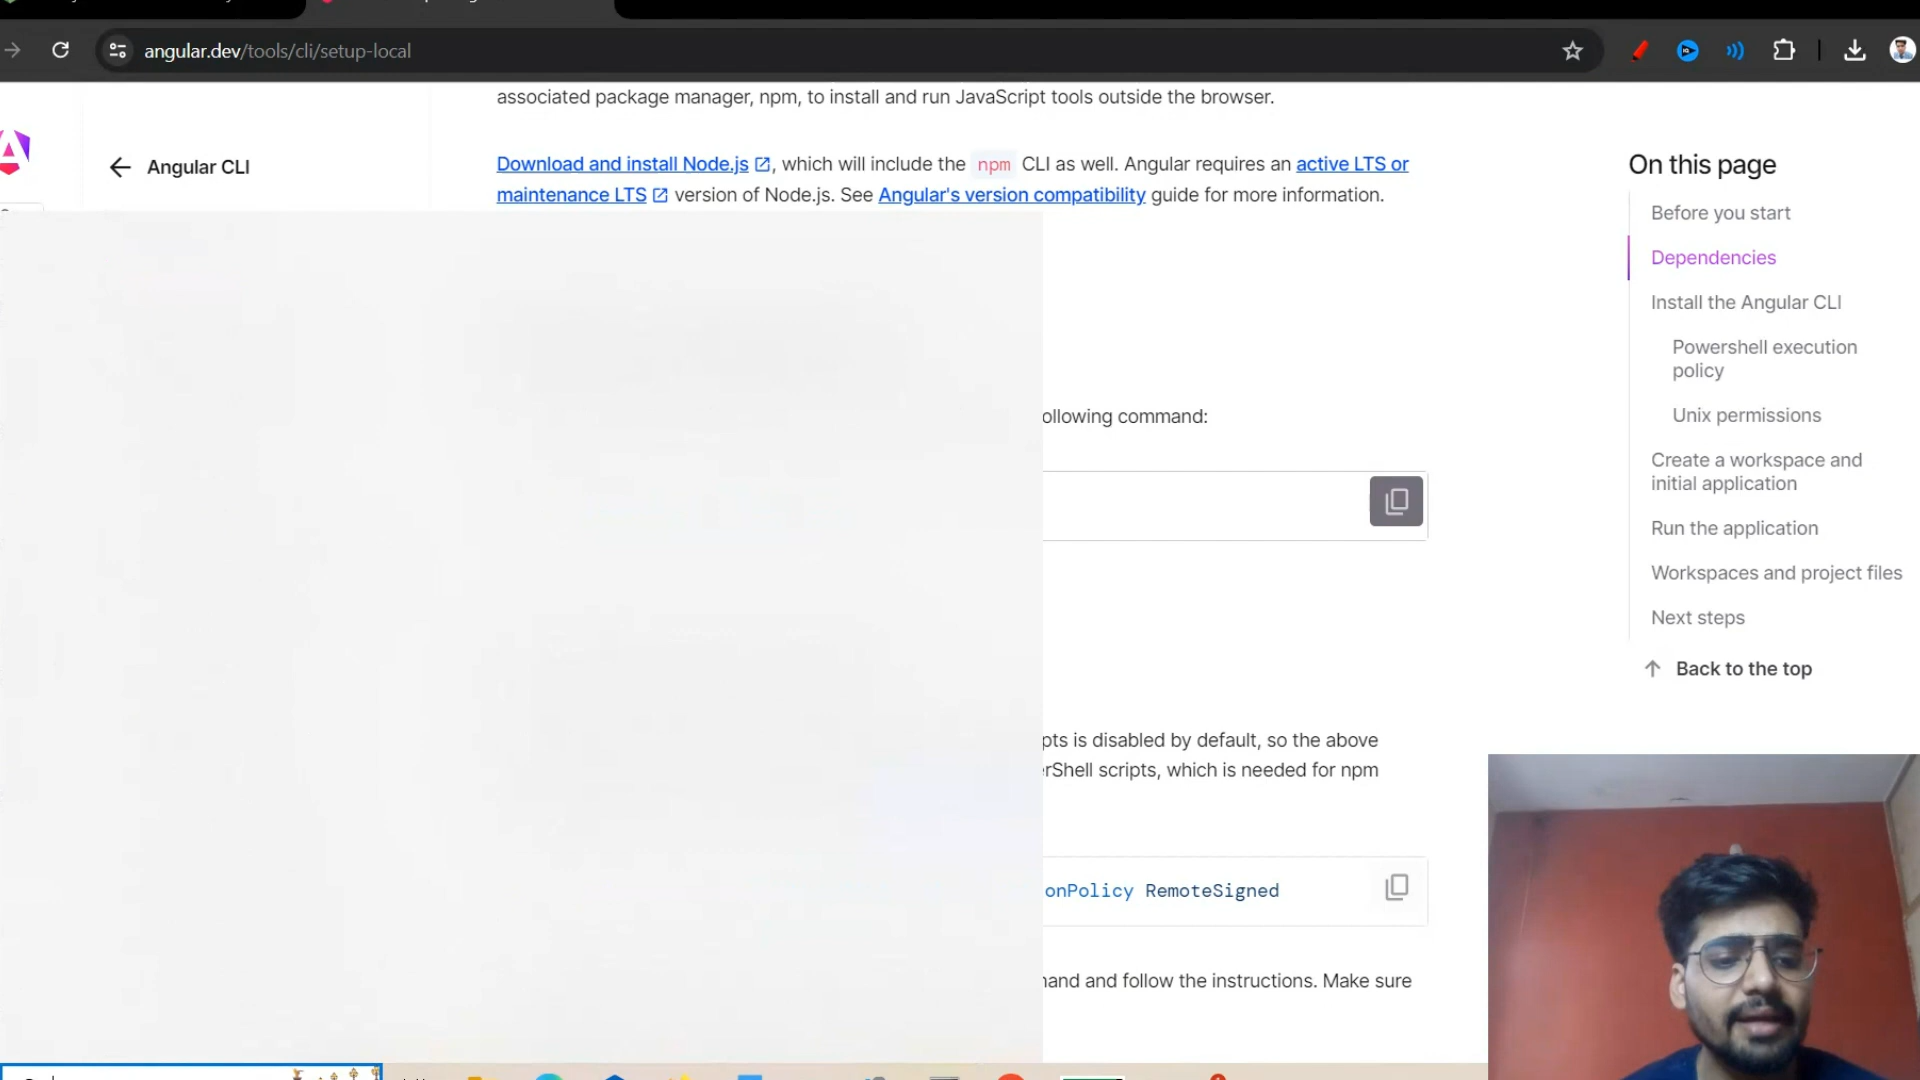 angular.dev/tools/cli/setup-local
associated package manager, npm, to install and run JavaScript tools outside the browser.
Angular CLI
Download and install Node.js, which will include the npm CLI as well. Angular requires an active LTS or
maintenance LTS version of Node.js. See Angular's version compatibility guide for more information.
ollowing command:
pts is disabled by default, so the above
rShell scripts, which is needed for npm
onPolicy RemoteSigned
and and follow the instructions. Make sure
On this page
Before you start
Dependencies
Install the Angular CLI
Powershell execution
policy
Unix permissions
Create a workspace and
initial application
Run the application
Workspaces and project files
Next steps
Back to the top